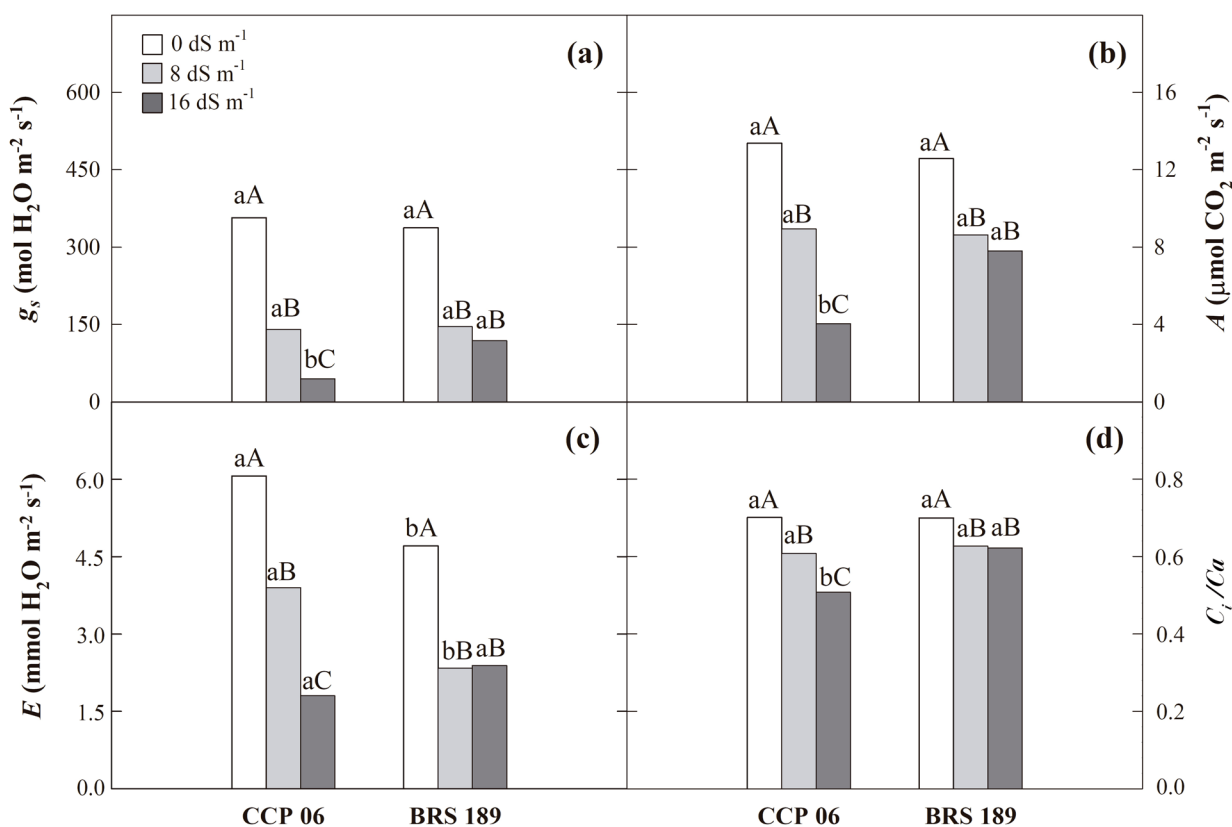 0 dS m⁻¹
8 dS m⁻¹
16 dS m⁻¹
(a)
gₛ (mol H₂O m⁻² s⁻¹)
600
450
300
150
0
aA
aB
bC
aA
aB
aB
(b)
A (μmol CO₂ m⁻² s⁻¹)
16
12
8
4
0
aA
aB
bC
aA
aB
aB
(c)
E (mmol H₂O m⁻² s⁻¹)
6.0
4.5
3.0
1.5
0.0
aA
aB
aC
bA
bB
aB
CCP 06
BRS 189
(d)
Cᵢ/Ca
0.8
0.6
0.4
0.2
0.0
aA
aB
bC
aA
aB
aB
CCP 06
BRS 189